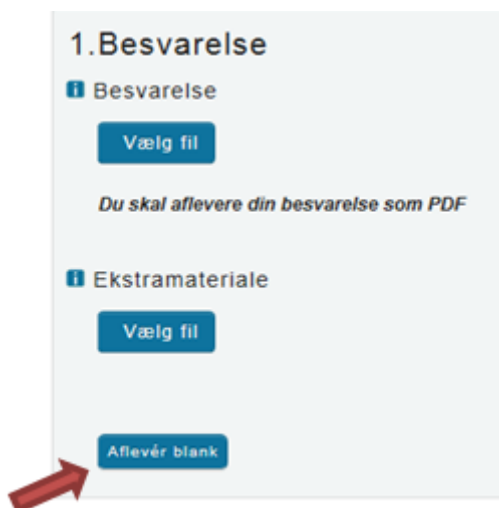 1.Besvarelse
i Besvarelse
Vælg fil
Du skal aflevere din besvarelse som PDF
i Ekstramateriale
Vælg fil
Aflevér blank